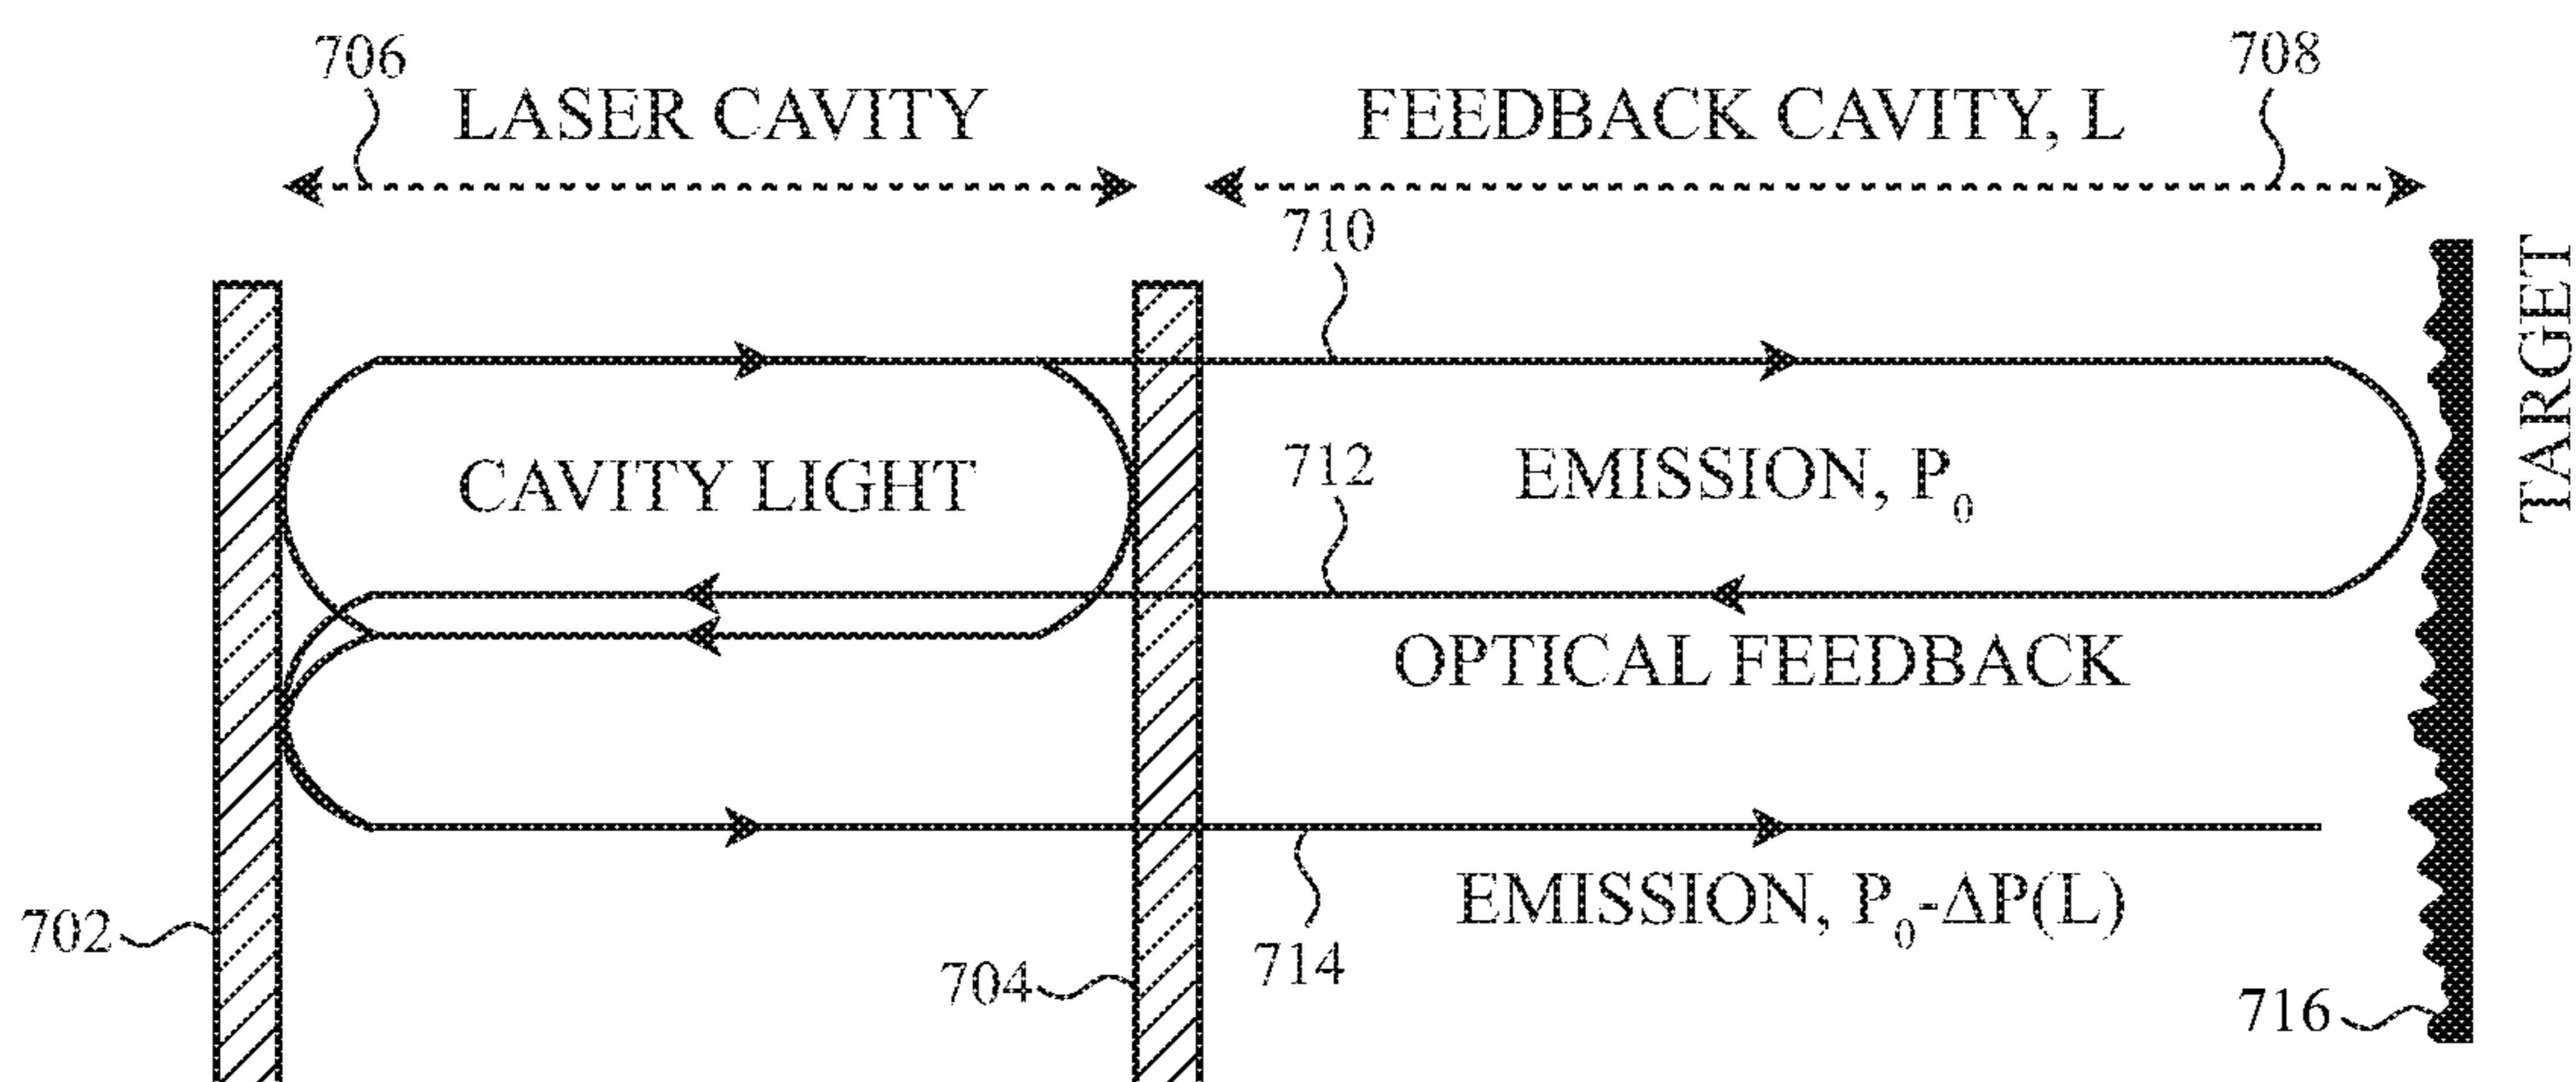 706
708
LASER CAVITY
FEEDBACK CAVITY, L
710
TARGET
712
CAVITY LIGHT
EMISSION, P₀
OPTICAL FEEDBACK
EMISSION, P₀-ΔP(L)
702
714
704
716